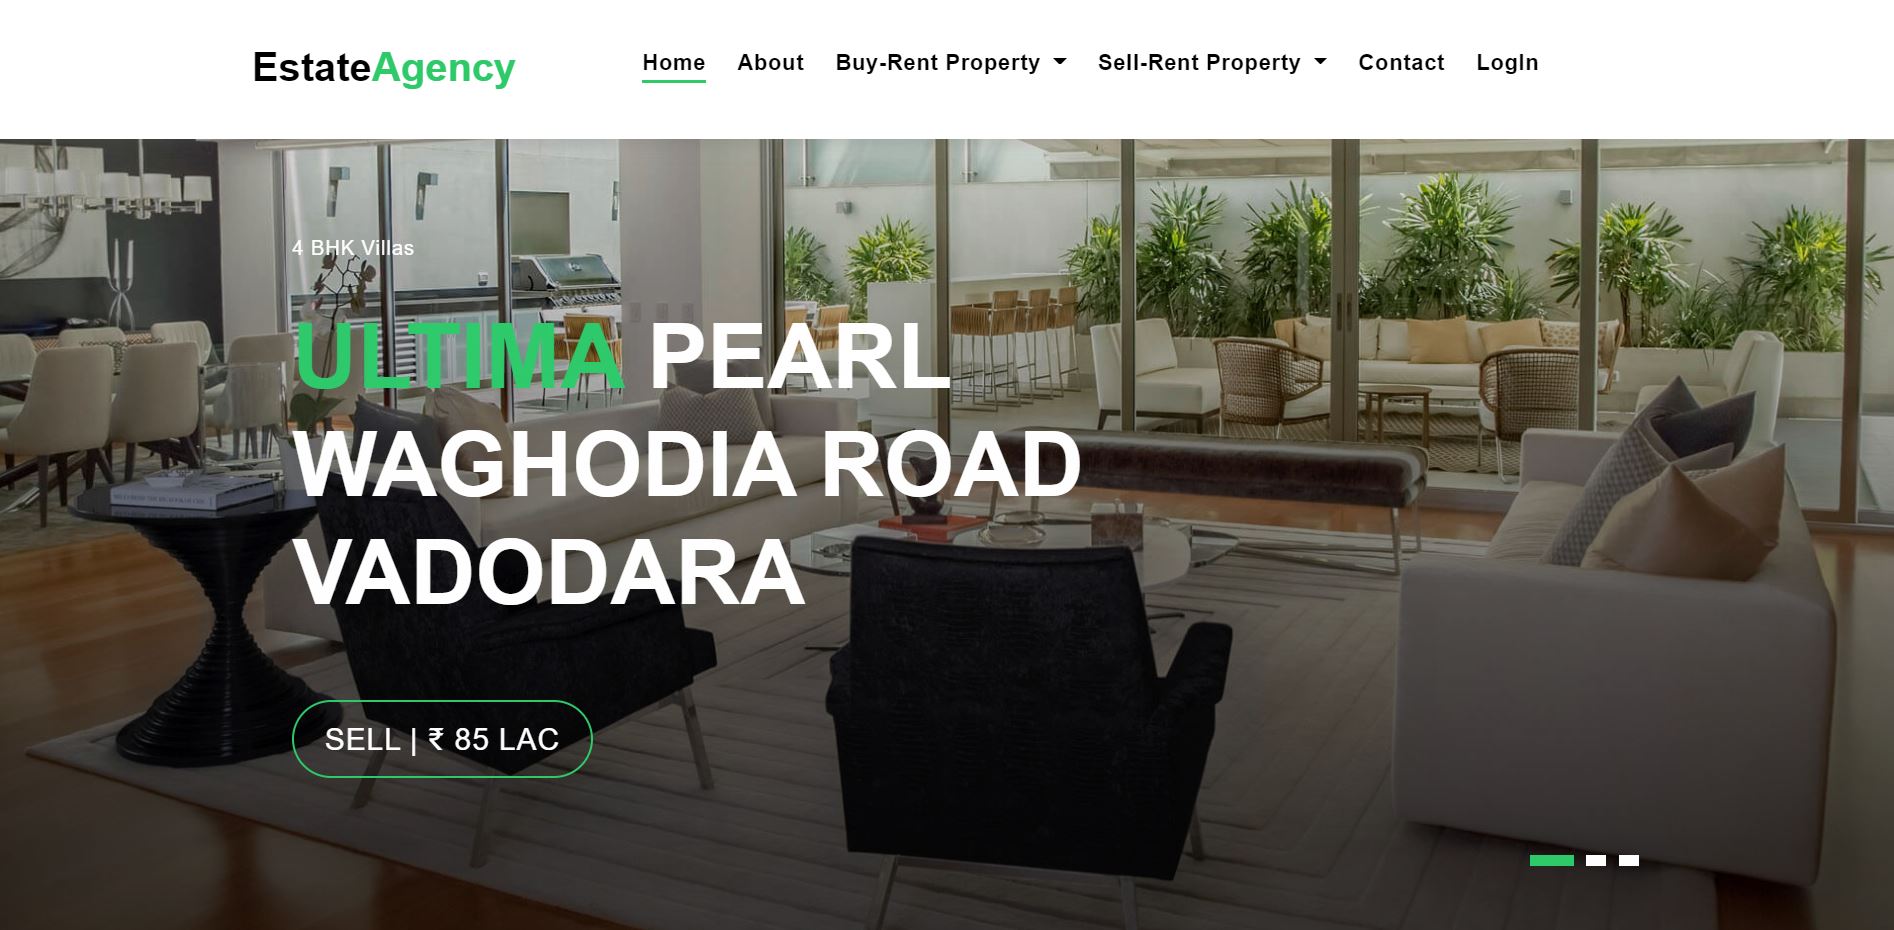 EstateAgency
Home About Buy-Rent Property Sell-Rent Property Contact LogIn
4 BHK Villas
ULTIMA PEARL
WAGHODIA ROAD
VADODARA
SELL | ₹ 85 LAC